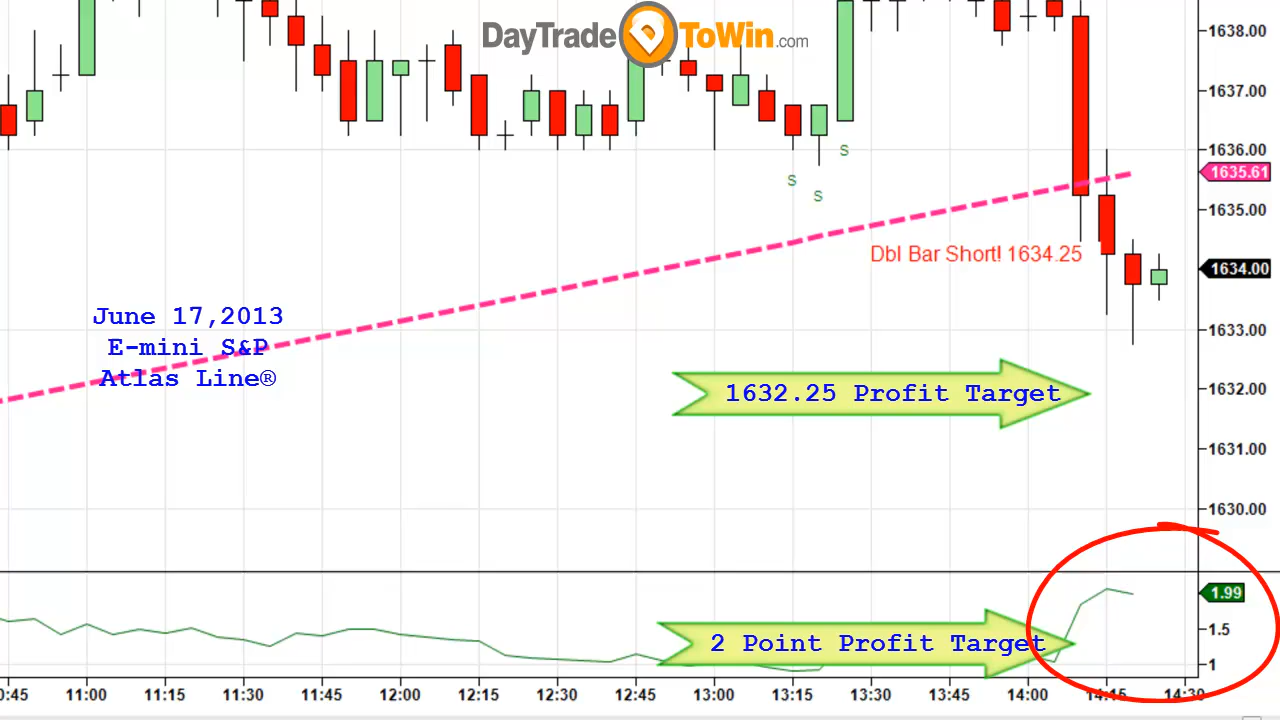 DayTrade ToWin.com
1638.00
1637.00
1636.00
S
S
S
1635.61
1635.00
Dbl Bar Short! 1634.25
1634.00
June 17,2013
E-mini S&P
Atlas Line®
1633.00
1632.25 Profit Target
1632.00
1631.00
1630.00
1.99
2 Point Profit Target
1.5
1
0:45 11:00 11:15 11:30 11:45 12:00 12:15 12:30 12:45 13:00 13:15 13:30 13:45 14:00 14:15 14:30